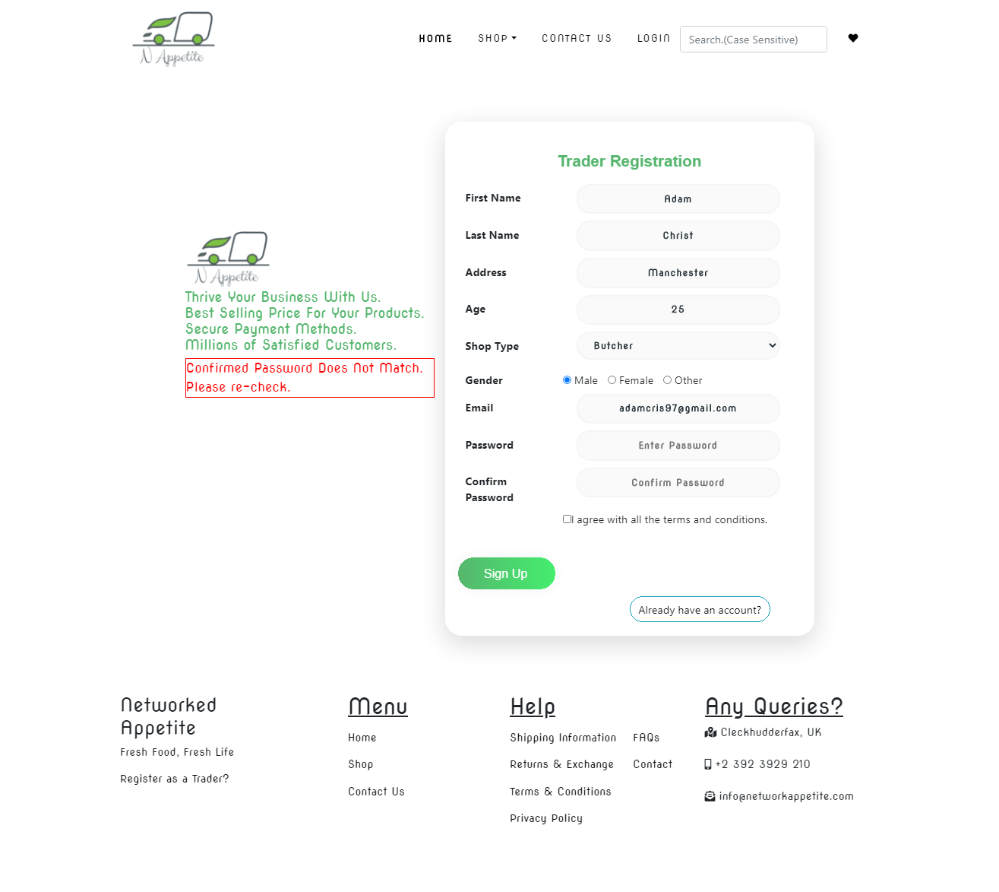 N Appetite
HOME SHOP CONTACT US LOGIN Search.(Case Sensitive)
Trader Registration
First Name Adam
Last Name Christ
Address Manchester
Age 25
Shop Type Butcher
Gender Male Female Other
Email adamcris97@gmail.com
Password Enter Password
Confirm Password Confirm Password
I agree with all the terms and conditions.
Sign Up
Already have an account?
N Appetite
Thrive Your Business With Us.
Best Selling Price For Your Products.
Secure Payment Methods.
Millions of Satisfied Customers.
Confirmed Password Does Not Match.
Please re-check.
Networked
Appetite
Fresh Food, Fresh Life
Register as a Trader?
Menu
Home
Shop
Contact Us
Help
Shipping Information
Returns & Exchange
Terms & Conditions
Privacy Policy
FAQs
Contact
Any Queries?
Cleckhudderfax, UK
+2 392 3929 210
info@networkappetite.com